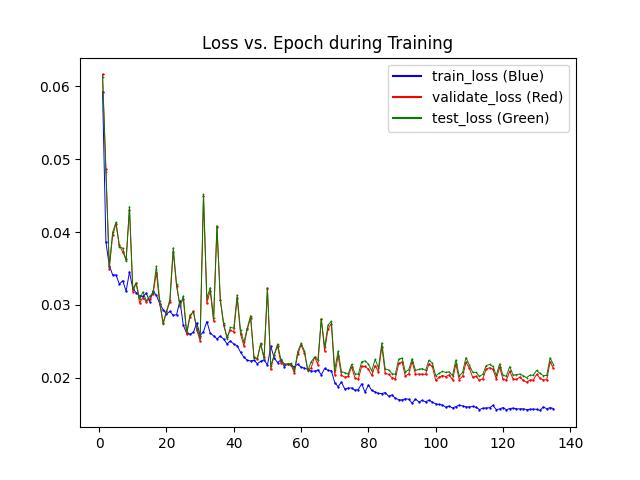 Loss vs. Epoch during Training
train_loss (Blue)
validate_loss (Red)
test_loss (Green)
0.06
0.05
0.04
0.03
0.02
0 20 40 60 80 100 120 140